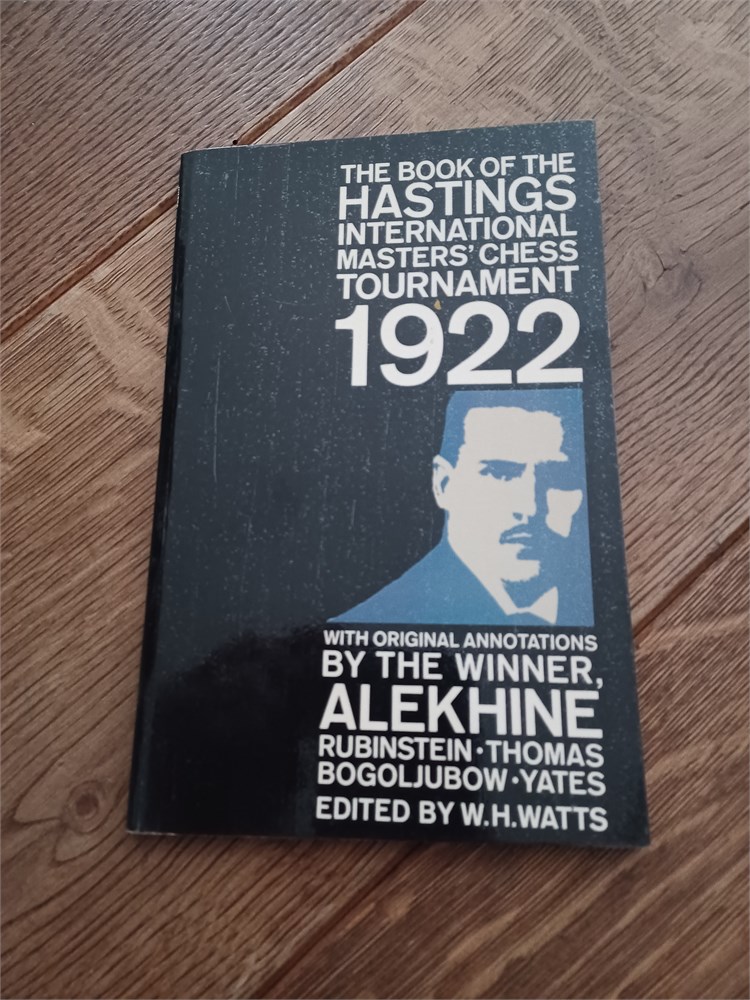 THE BOOK OF THE
HASTINGS
INTERNATIONAL
MASTERS' CHESS
TOURNAMENT
1922
WITH ORIGINAL ANNOTATIONS
BY THE WINNER,
ALEKHINE
RUBINSTEIN · THOMAS
BOGOLJUBOW · YATES
EDITED BY W.H.WATTS